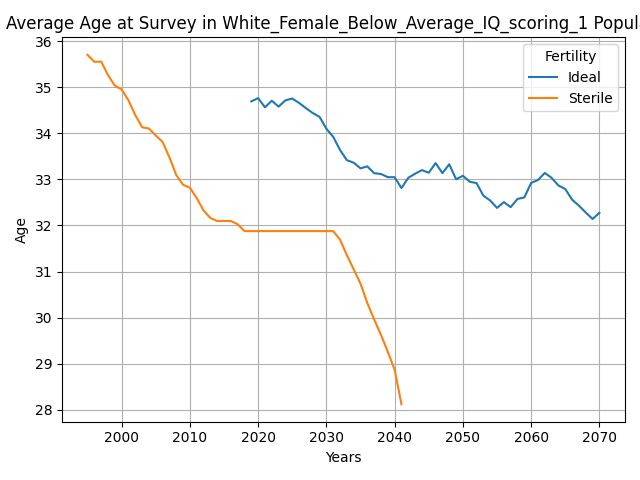 Average Age at Survey in White_Female_Below_Average_IQ_scoring_1 Popul
Fertility
Ideal
Sterile
36
35
34
33
32
31
30
29
28
Age
2000 2010 2020 2030 2040 2050 2060 2070
Years